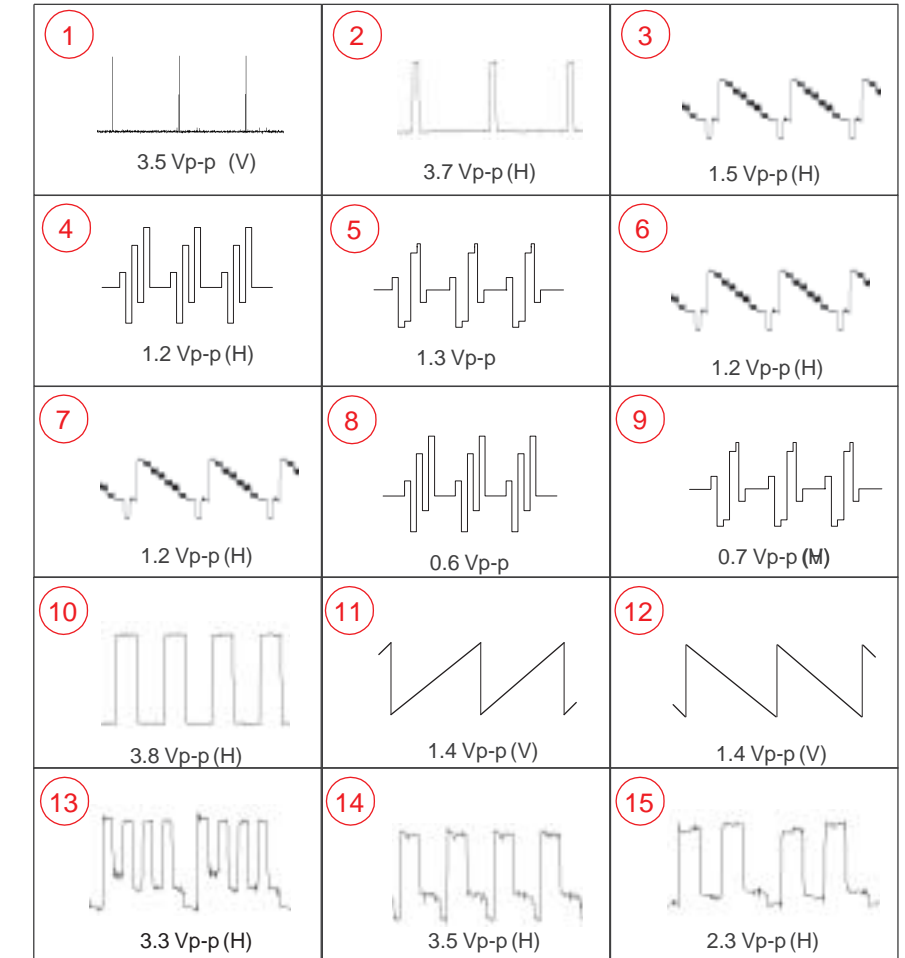 1
3.5 Vp-p (V)
2
3.7 Vp-p (H)
3
1.5 Vp-p (H)
4
1.2 Vp-p (H)
5
1.3 Vp-p
6
1.2 Vp-p (H)
7
1.2 Vp-p (H)
8
0.6 Vp-p
9
0.7 Vp-p
10
3.8 Vp-p (H)
11
1.4 Vp-p (V)
12
1.4 Vp-p (V)
13
3.3 Vp-p (H)
14
3.5 Vp-p (H)
15
2.3 Vp-p (H)